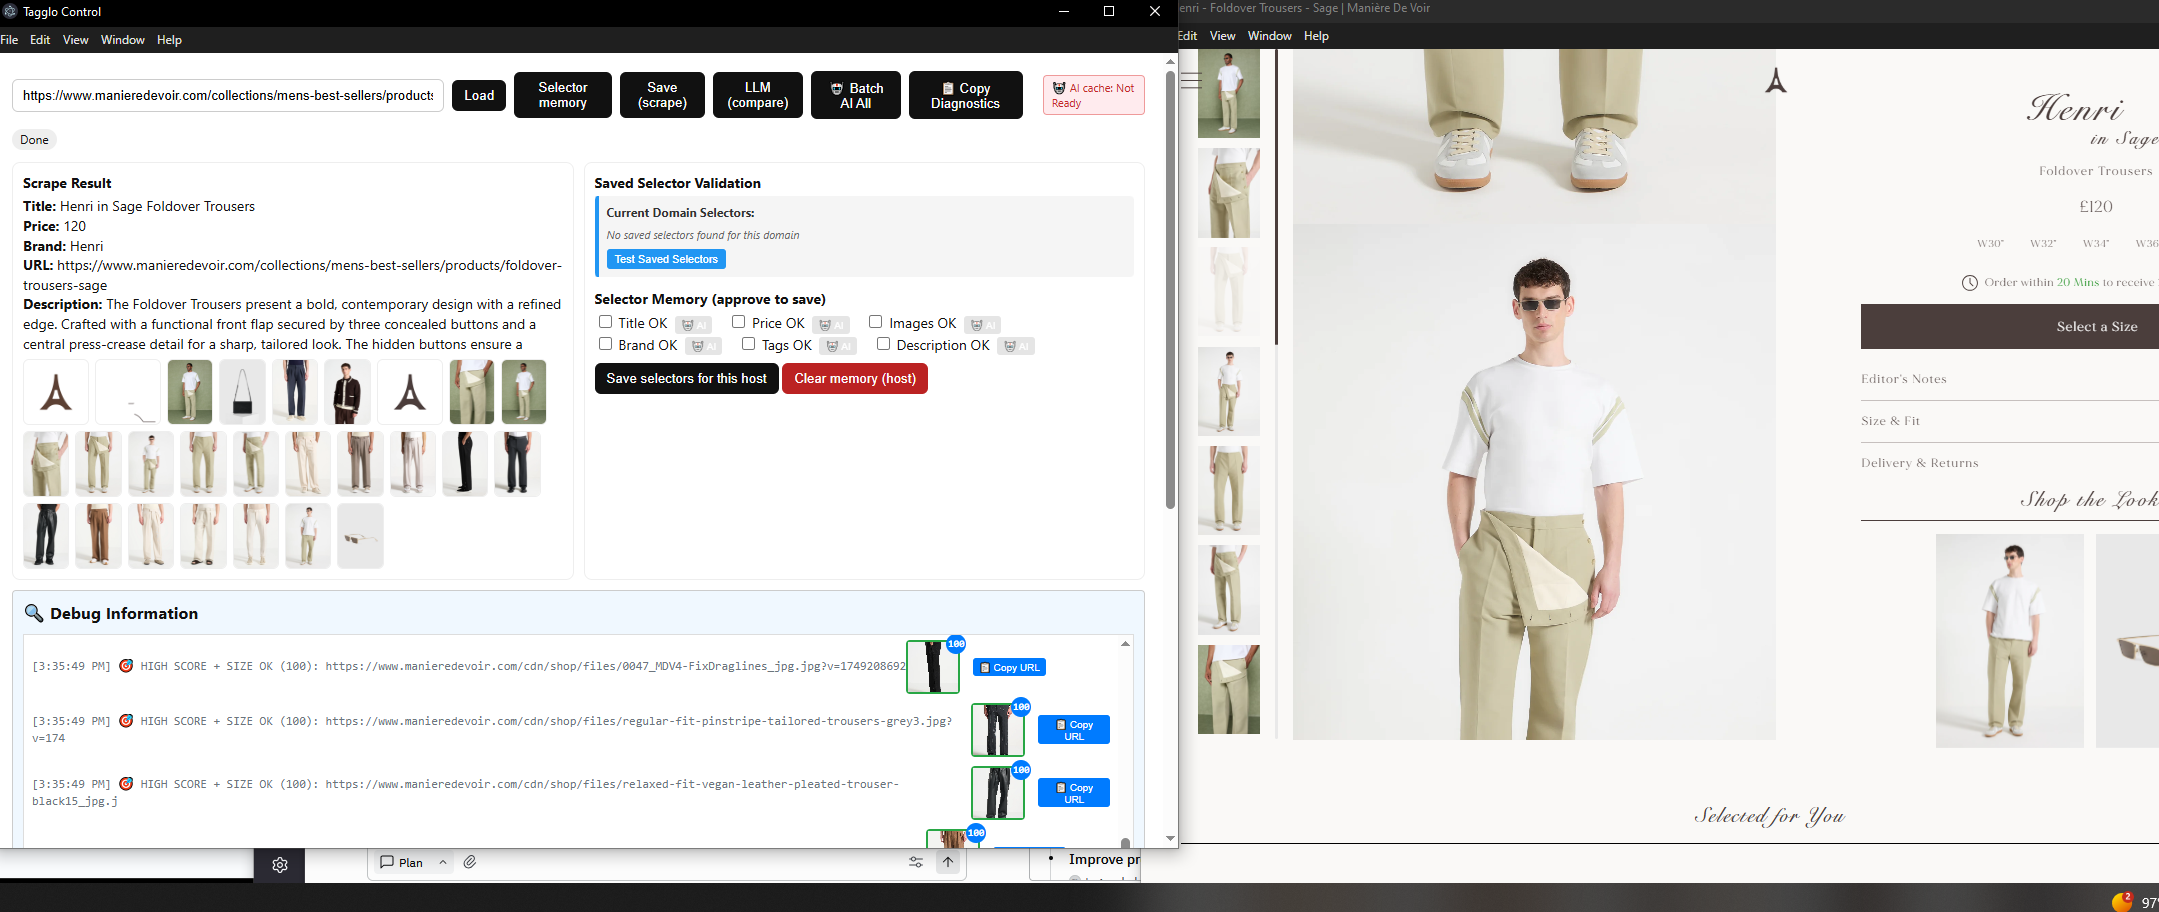 Tagglo Control
File Edit View Window Help
https://www.manieredevoir.com/collections/mens-best-sellers/products
Load
Selector
memory
Save
(scrape)
LLM
(compare)
Batch
AI All
Copy
Diagnostics
AI cache: Not
Ready
Done
Scrape Result
Title: Henri in Sage Foldover Trousers
Price: 120
Brand: Henri
URL: https://www.manieredevoir.com/collections/mens-best-sellers/products/foldover-
trousers-sage
Description: The Foldover Trousers present a bold, contemporary design with a refined
edge. Crafted with a functional front flap secured by three concealed buttons and a
central press-crease detail for a sharp, tailored look. The hidden buttons ensure a
Saved Selector Validation
Current Domain Selectors:
No saved selectors found for this domain
Test Saved Selectors
Selector Memory (approve to save)
Title OK AI Price OK AI Images OK AI
Brand OK AI Tags OK AI Description OK AI
Save selectors for this host
Clear memory (host)
Debug Information
[3:35:49 PM] HIGH SCORE + SIZE OK (100): https://www.manieredevoir.com/cdn/shop/files/0047_MDV4-FixDraglines_jpg.jpg?v=1749208692
100
Copy URL
[3:35:49 PM] HIGH SCORE + SIZE OK (100): https://www.manieredevoir.com/cdn/shop/files/regular-fit-pinstripe-tailored-trousers-grey3.jpg?
v=174
100
Copy
URL
[3:35:49 PM] HIGH SCORE + SIZE OK (100): https://www.manieredevoir.com/cdn/shop/files/relaxed-fit-vegan-leather-pleated-trouser-
black15_jpg.j
100
Copy
URL
100
Plan
Improve pr
enri - Foldover Trousers - Sage | Manière De Voir
Edit View Window Help
Henri
in Sage
Foldover Trousers
£120
W30" W32" W34" W36
Order within 20 Mins to receive
Select a Size
Editor's Notes
Size & Fit
Delivery & Returns
Shop the Look
Selected for You
2
97°